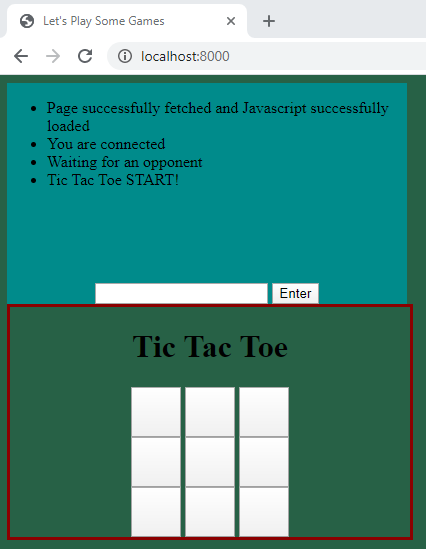 Let's Play Some Games
localhost:8000
Page successfully fetched and Javascript successfully
loaded
You are connected
Waiting for an opponent
Tic Tac Toe START!
Enter
Tic Tac Toe